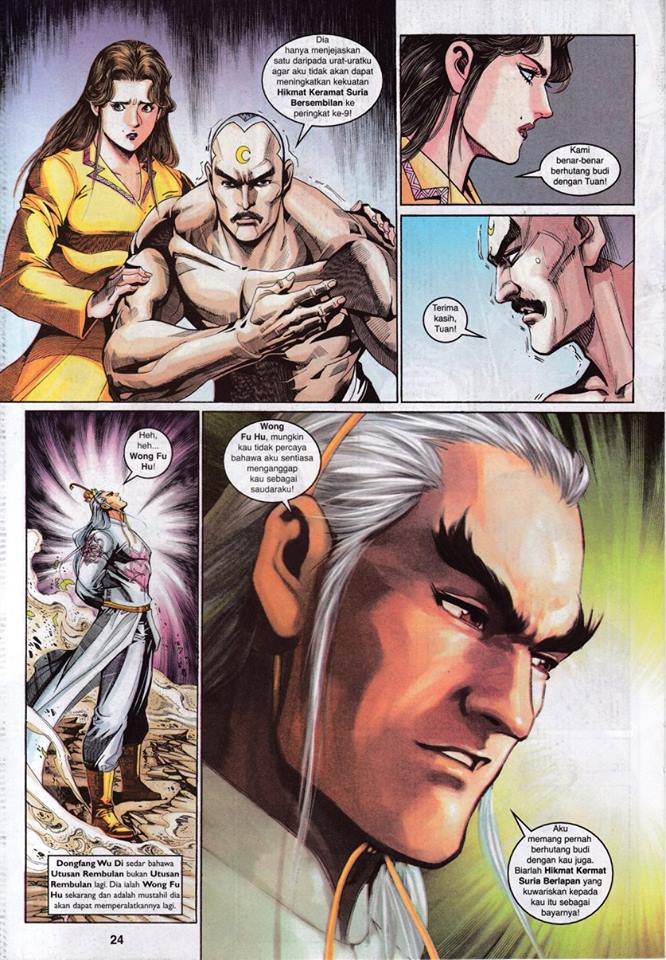 Dia
hanya menjejaskan
satu daripada urat-uratku
agar aku tidak akan dapat
meningkatkan kekuatan
Hikmat Keramat Suria
Bersembilan ke
peringkat ke-9!
Kami
benar-benar
berhutang budi
dengan Tuan!
Terima
kasih,
Tuan!
Heh,
heh...
Wong Fu
Hu!
Wong
Fu Hu, mungkin
kau tidak percaya
bahawa aku sentiasa
menganggap
kau sebagai
saudaraku!
Aku
memang pernah
berhutang budi
dengan kau juga.
Biarlah Hikmat Kermat
Suria Berlapan yang
kuwariskan kepada
kau itu sebagai
bayarnya!
Dongfang Wu Di sedar bahawa
Utusan Rembulan bukan Utusan
Rembulan lagi. Dia ialah Wong Fu
Hu sekarang dan adalah mustahil dia
akan dapat memperalatkannya lagi.
24